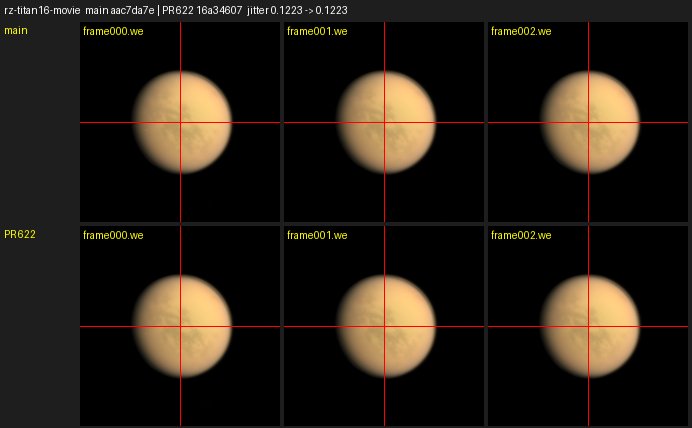 rz-titan16-movie  main aac7da7e | PR622 16a34607  jitter 0.1223 -> 0.1223
main
frame000.we frame001.we frame002.we
PR622
frame000.we frame001.we frame002.we